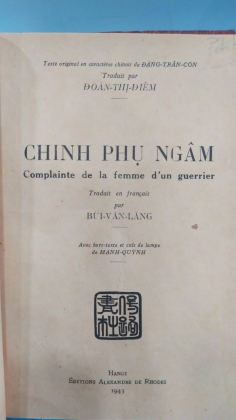 Texte original en caractères chinois de ĐẶNG-TRẦN-CÔN
Traduit par
ĐOÀN-THỊ-ĐIỂM
CHINH PHỤ NGÂM
Complainte de la femme d'un guerrier
Traduit en français
par
BÙI-VĂN-LĂNG
Avec hors-texte et culs de lampe
de MẠNH-QUỲNH
HANOI
ÉDITIONS ALEXANDRE DE RHODES
1943